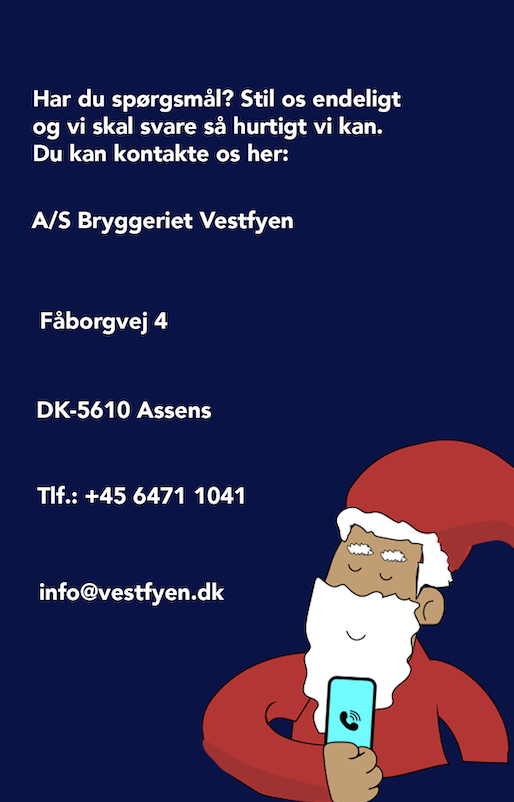 Har du spørgsmål? Stil os endeligt
og vi skal svare så hurtigt vi kan.
Du kan kontakte os her:
A/S Bryggeriet Vestfyen
Fåborgvej 4
DK-5610 Assens
Tlf.: +45 6471 1041
info@vestfyen.dk